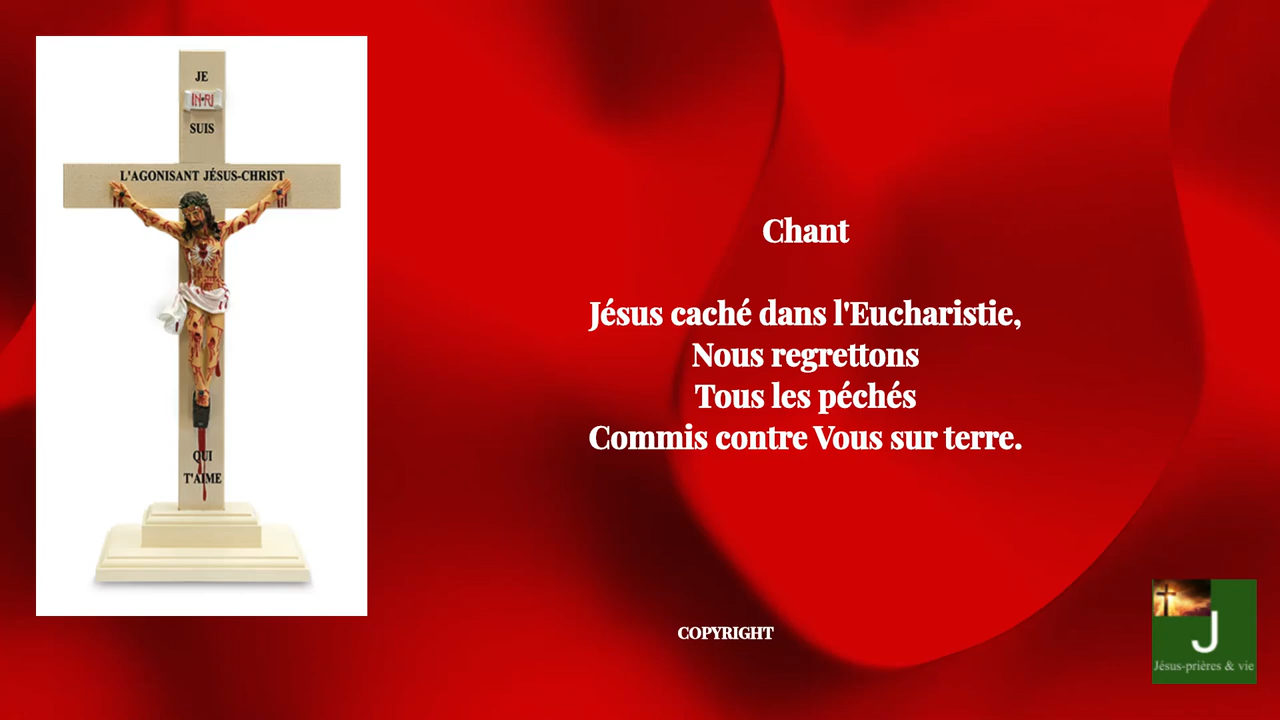 JE
INRI
SUIS
L'AGONISANT JÉSUS-CHRIST
QUI
T'AIME
Chant
Jésus caché dans l'Eucharistie,
Nous regrettons
Tous les péchés
Commis contre Vous sur terre.
COPYRIGHT
J
Jésus-prières & vie